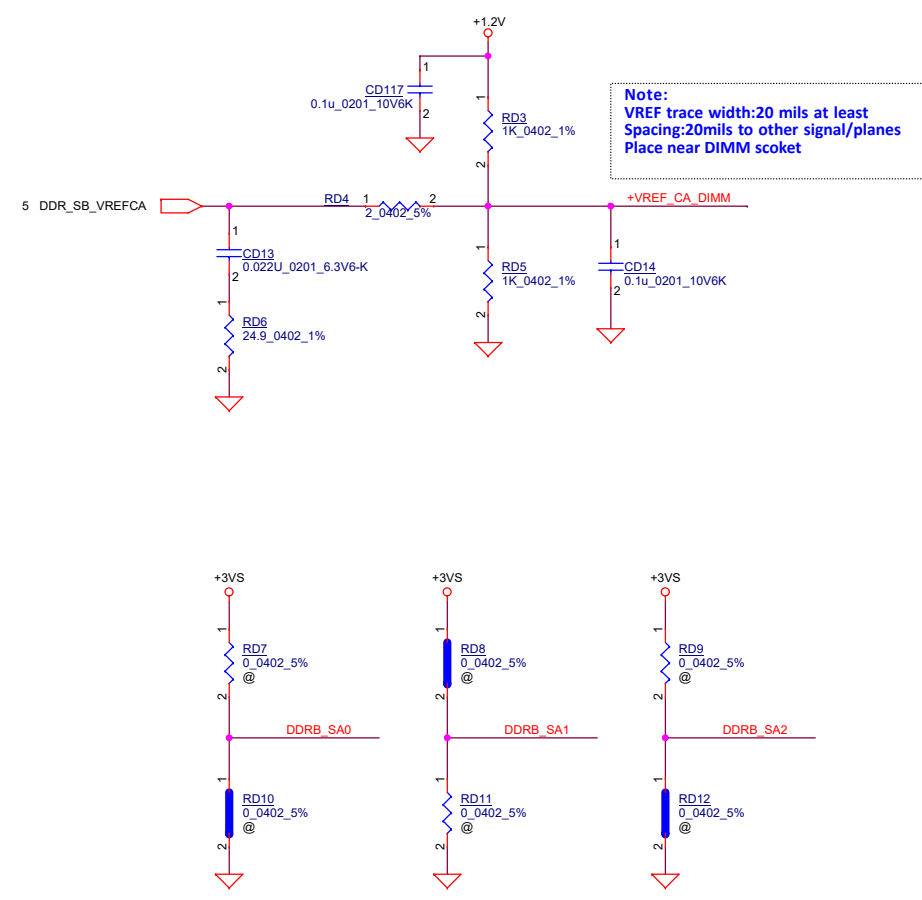 +1.2V
1
CD117
0.1u_0201_10V6K
2
1
RD3
1K_0402_1%
2
Note:
VREF trace width:20 mils at least
Spacing:20mils to other signal/planes
Place near DIMM scoket
5 DDR_SB_VREFCA
RD4
1
2
2_0402_5%
+VREF_CA_DIMM
1
CD13
0.022U_0201_6.3V6-K
2
1
RD5
1K_0402_1%
2
1
CD14
0.1u_0201_10V6K
2
1
RD6
24.9_0402_1%
2
+3VS
1
RD7
0_0402_5%
@
2
DDRB_SA0
1
RD10
0_0402_5%
@
2
+3VS
1
RD8
0_0402_5%
@
2
DDRB_SA1
1
RD11
0_0402_5%
@
2
+3VS
1
RD9
0_0402_5%
@
2
DDRB_SA2
1
RD12
0_0402_5%
@
2